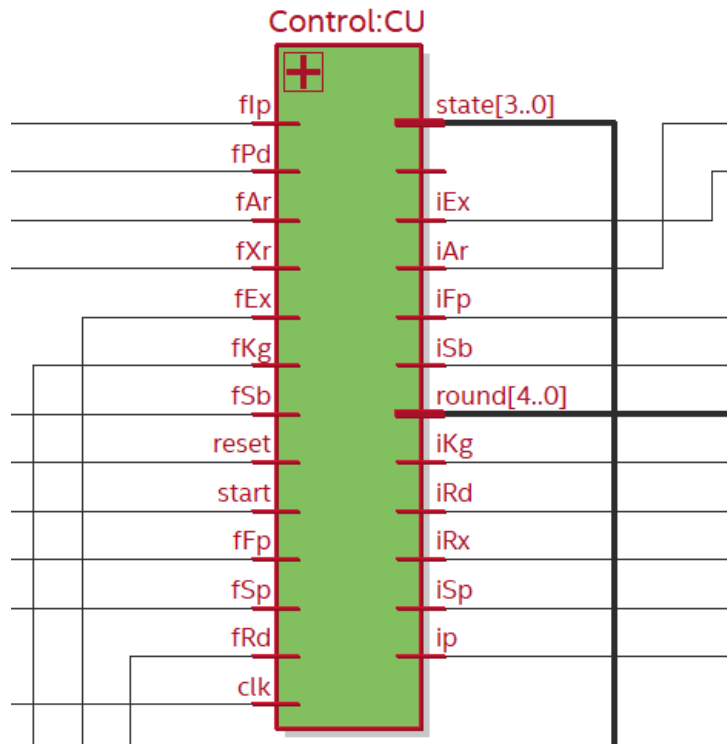 Control:CU
fIp
fPd
fAr
fXr
fEx
fKg
fSb
reset
start
fFp
fSp
fRd
clk
state[3..0]
iEx
iAr
iFp
iSb
round[4..0]
iKg
iRd
iRx
iSp
ip